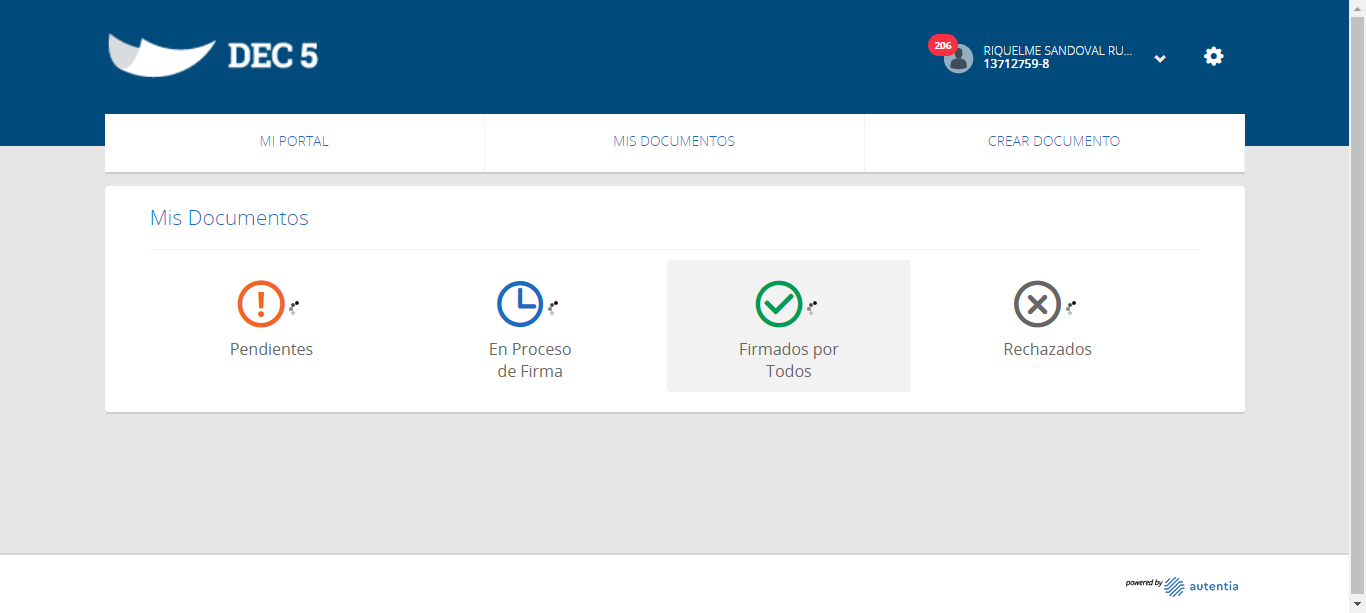 DEC 5
206
RIQUELME SANDOVAL RU...
13712759-8
MI PORTAL
MIS DOCUMENTOS
CREAR DOCUMENTO
Mis Documentos
Pendientes
En Proceso
de Firma
Firmados por
Todos
Rechazados
powered by
autentia